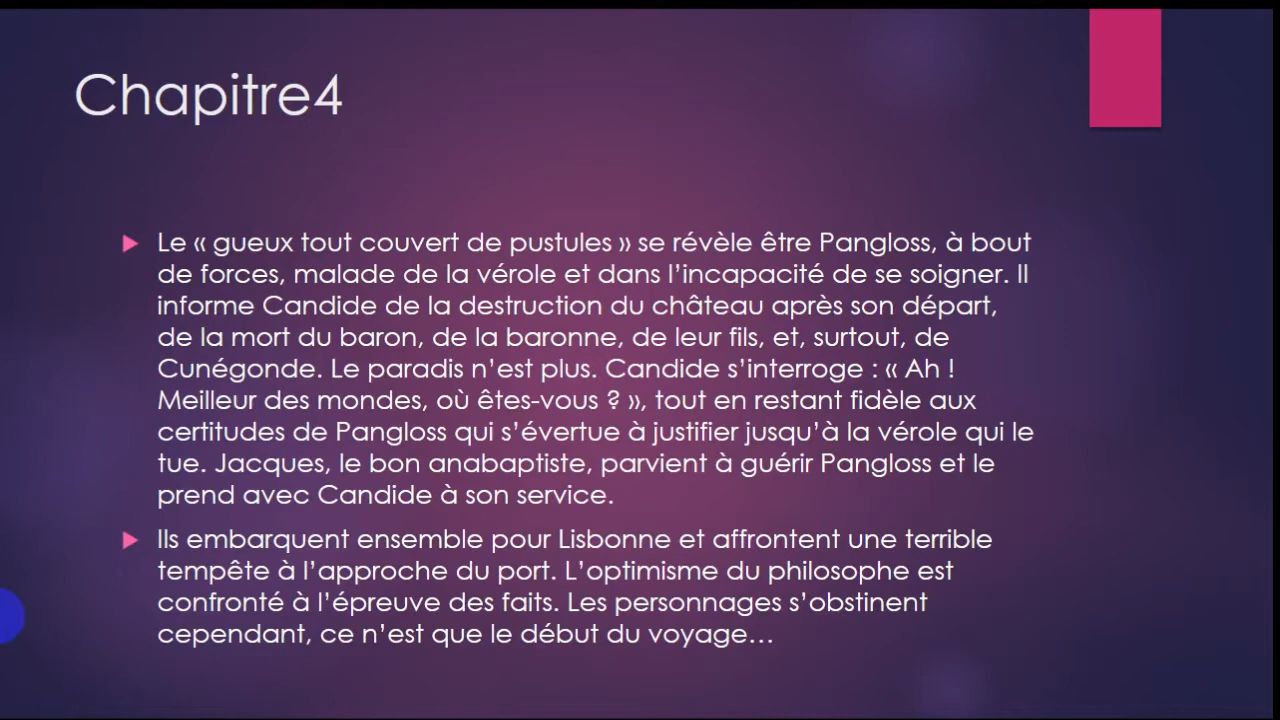 Chapitre4
Le « gueux tout couvert de pustules » se révèle être Pangloss, à bout
de forces, malade de la vérole et dans l’incapacité de se soigner. Il
informe Candide de la destruction du château après son départ,
de la mort du baron, de la baronne, de leur fils, et, surtout, de
Cunégonde. Le paradis n’est plus. Candide s’interroge : « Ah !
Meilleur des mondes, où êtes-vous ? », tout en restant fidèle aux
certitudes de Pangloss qui s’évertue à justifier jusqu’à la vérole qui le
tue. Jacques, le bon anabaptiste, parvient à guérir Pangloss et le
prend avec Candide à son service.
Ils embarquent ensemble pour Lisbonne et affrontent une terrible
tempête à l’approche du port. L’optimisme du philosophe est
confronté à l’épreuve des faits. Les personnages s’obstinent
cependant, ce n’est que le début du voyage…